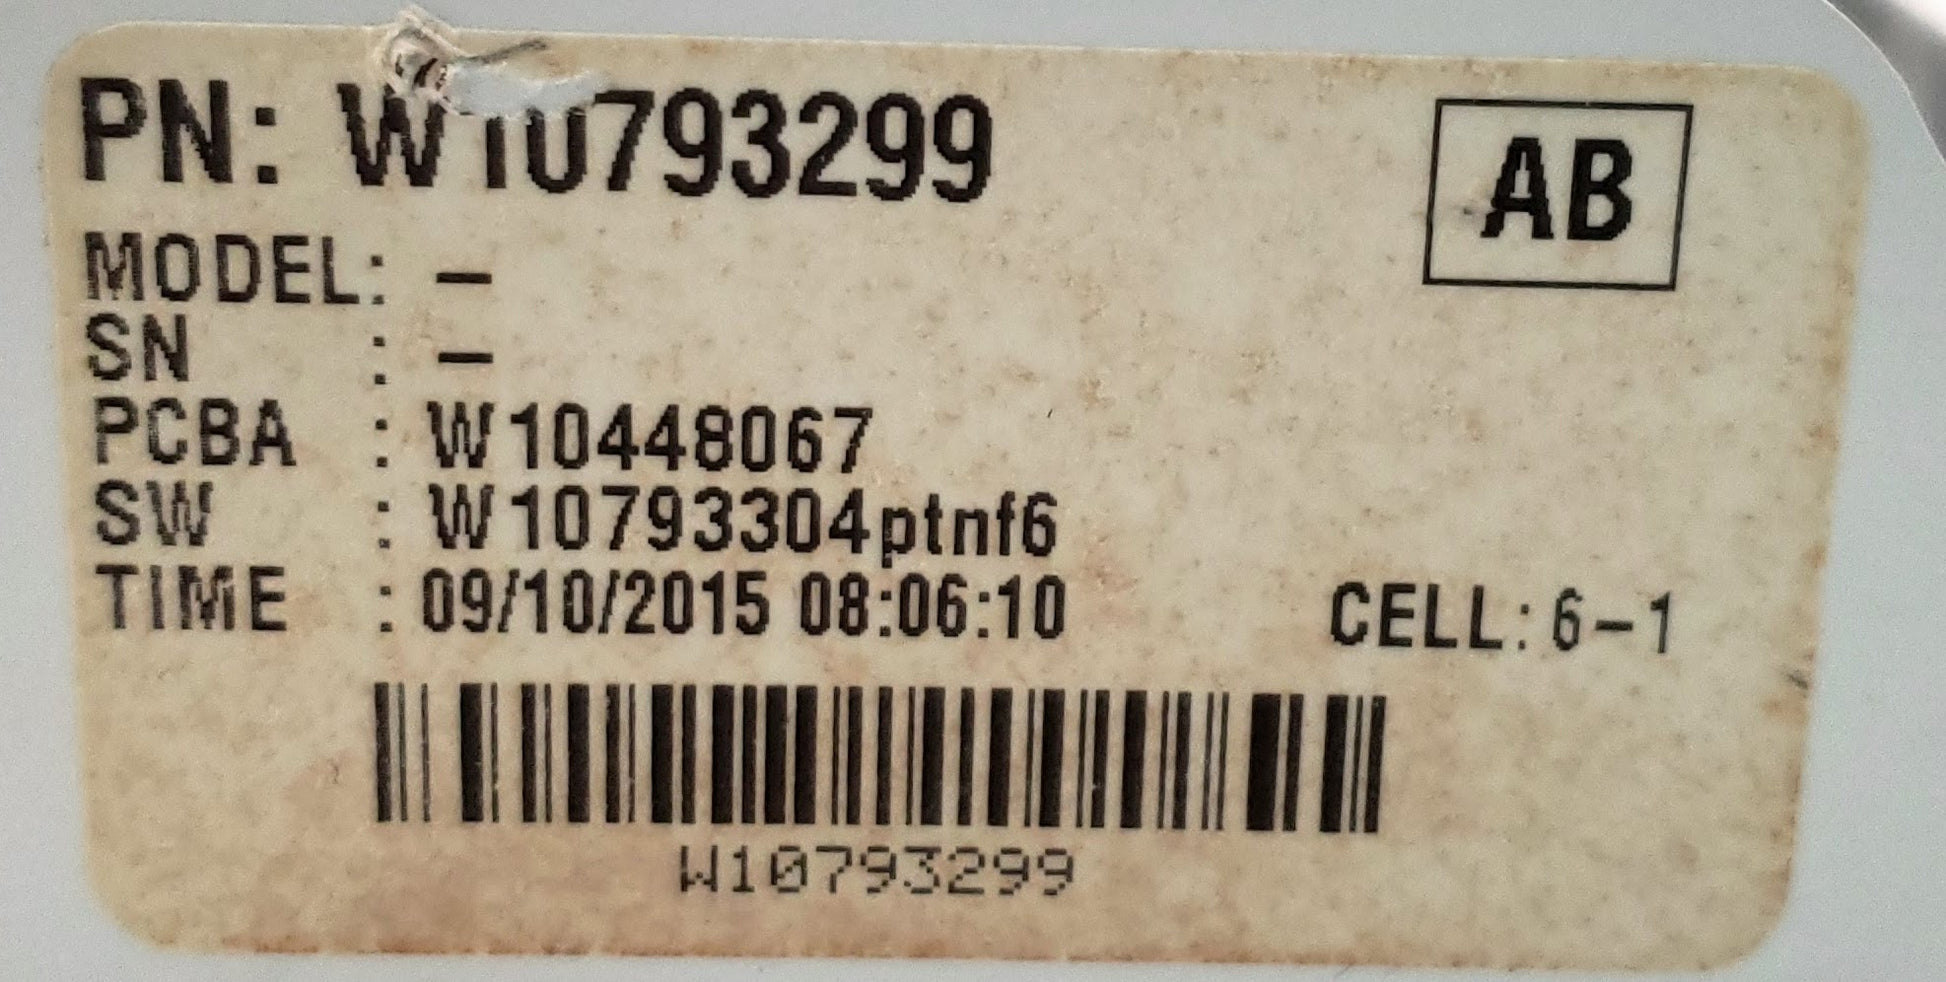 PN: W10793299
AB
MODEL: –
SN : –
PCBA : W10448067
SW : W10793304ptnf6
TIME : 09/10/2015 08:06:10 CELL: 6–1
W10793299